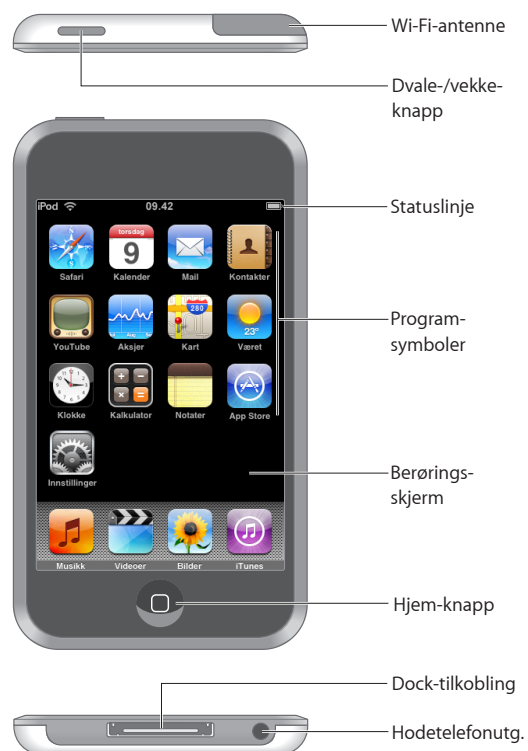 Wi-Fi-antenne
Dvale-/vekke-
knapp
iPod 09.42
Statuslinje
torsdag
9
280
23°
Safari Kalender Mail Kontakter
Program-
symboler
YouTube Aksjer Kart Været
Klokke Kalkulator Notater App Store
Innstillinger
Berørings-
skjerm
Musikk Videoer Bilder iTunes
Hjem-knapp
Dock-tilkobling
Hodetelefonutg.